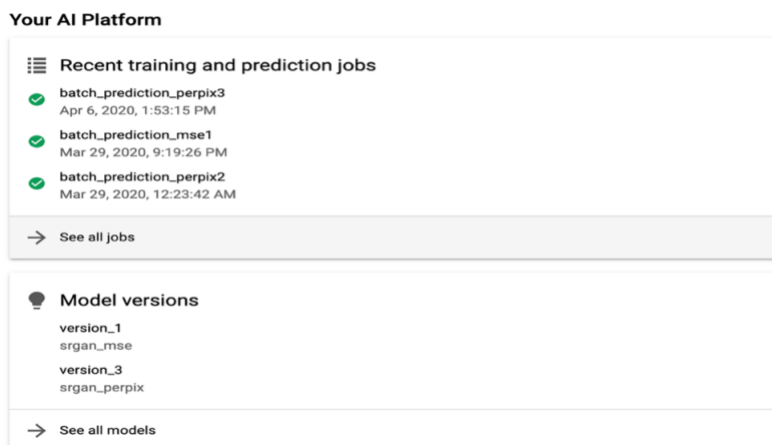 Your AI Platform
Recent training and prediction jobs
batch_prediction_perpix3
Apr 6, 2020, 1:53:15 PM
batch_prediction_mse1
Mar 29, 2020, 9:19:26 PM
batch_prediction_perpix2
Mar 29, 2020, 12:23:42 AM
See all jobs
Model versions
version_1
srgan_mse
version_3
srgan_perpix
See all models